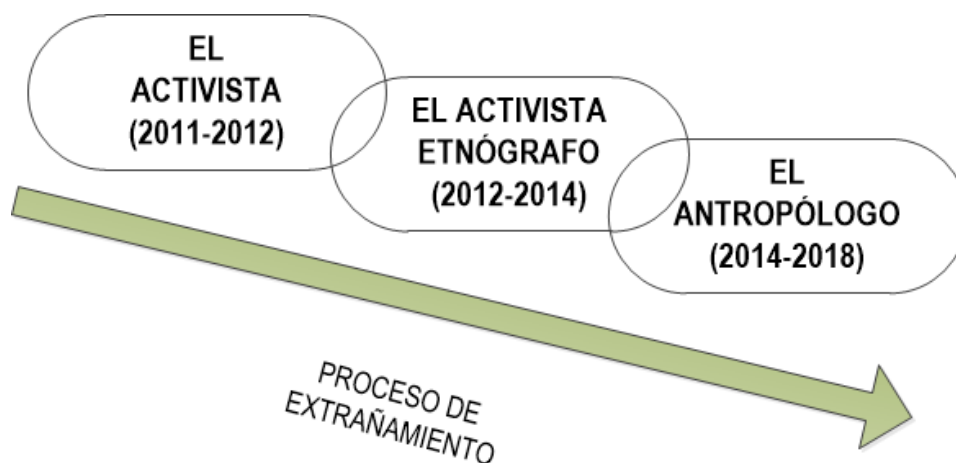 EL
ACTIVISTA
(2011-2012)
EL ACTIVISTA
ETNÓGRAFO
(2012-2014)
EL
ANTROPÓLOGO
(2014-2018)
PROCESO DE
EXTRAÑAMIENTO